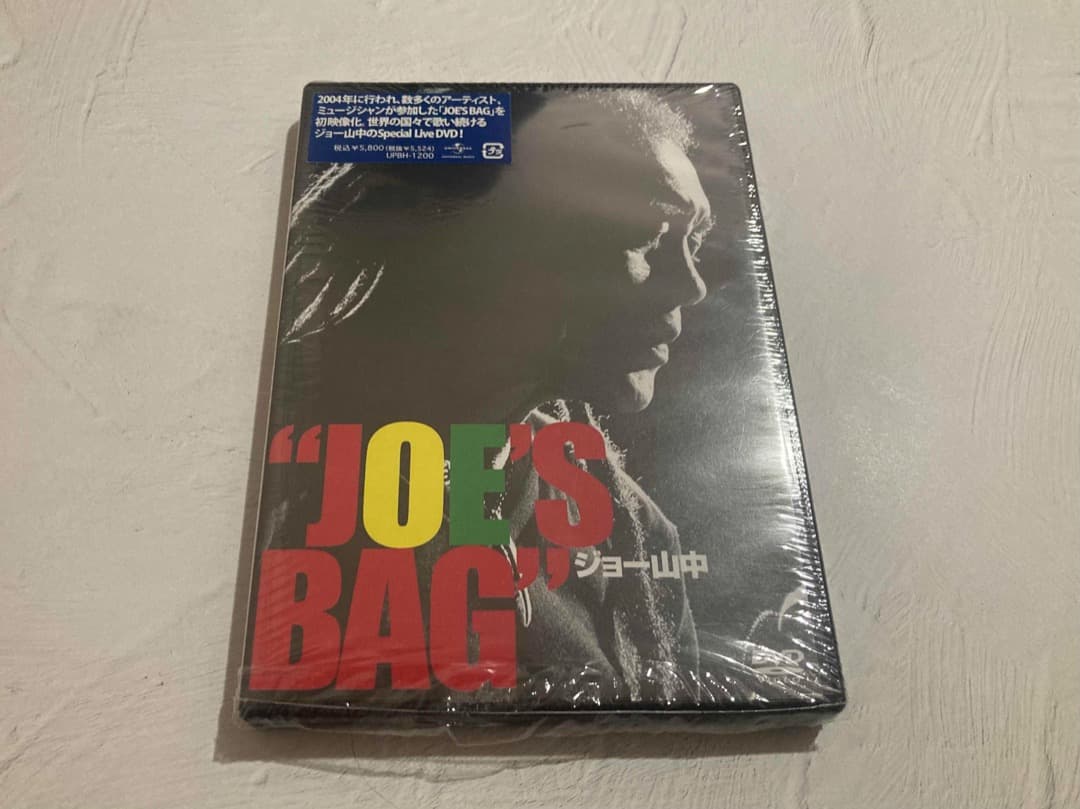 2004年に行われ、数多くのアーティスト、
ミュージシャンが参加した「JOE'S BAG」を
初映像化。世界の国々で歌い続ける
ジョー山中のSpecial Live DVD！
税込￥5,800(税抜￥5,524)
UPBH-1200
UNIVERSAL
UNIVERSAL MUSIC
“JOE'S
BAG”
ジョー山中
DVD
VIDEO